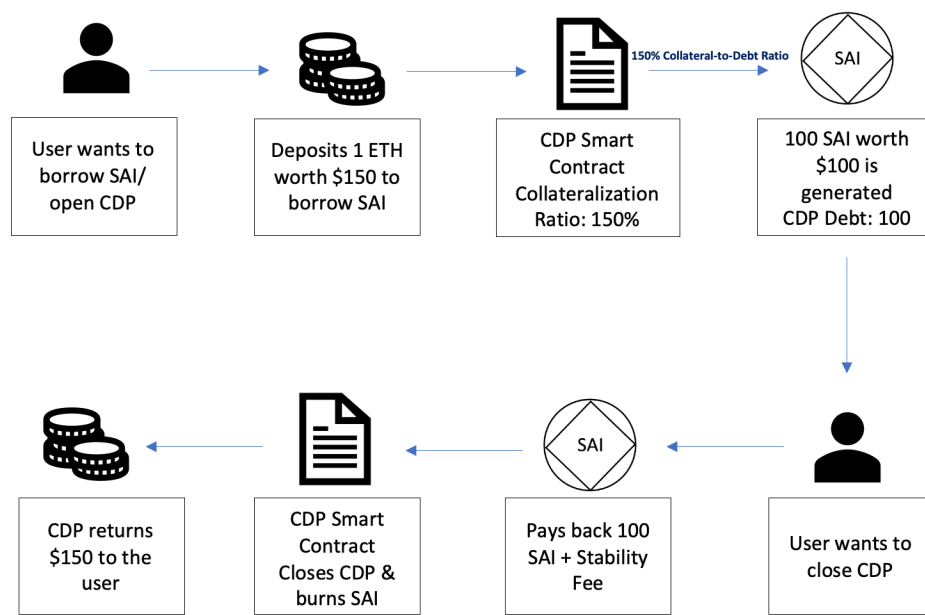 150% Collateral-to-Debt Ratio
SAI
User wants to
borrow SAI/
open CDP
Deposits 1 ETH
worth $150 to
borrow SAI
CDP Smart
Contract
Collateralization
Ratio: 150%
100 SAI worth
$100 is
generated
CDP Debt: 100
SAI
CDP returns
$150 to the
user
CDP Smart
Contract
Closes CDP &
burns SAI
Pays back 100
SAI + Stability
Fee
User wants to
close CDP